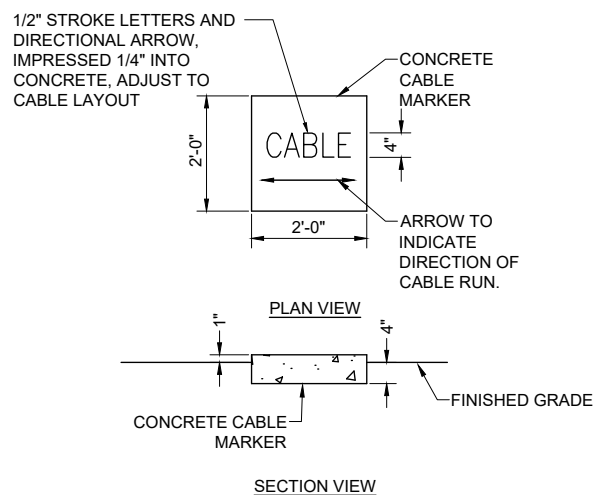 1/2" STROKE LETTERS AND
DIRECTIONAL ARROW,
IMPRESSED 1/4" INTO
CONCRETE, ADJUST TO
CABLE LAYOUT
CONCRETE
CABLE
MARKER
2'-0"
CABLE
4"
2'-0"
ARROW TO
INDICATE
DIRECTION OF
CABLE RUN.
PLAN VIEW
1"
4"
FINISHED GRADE
CONCRETE CABLE
MARKER
SECTION VIEW